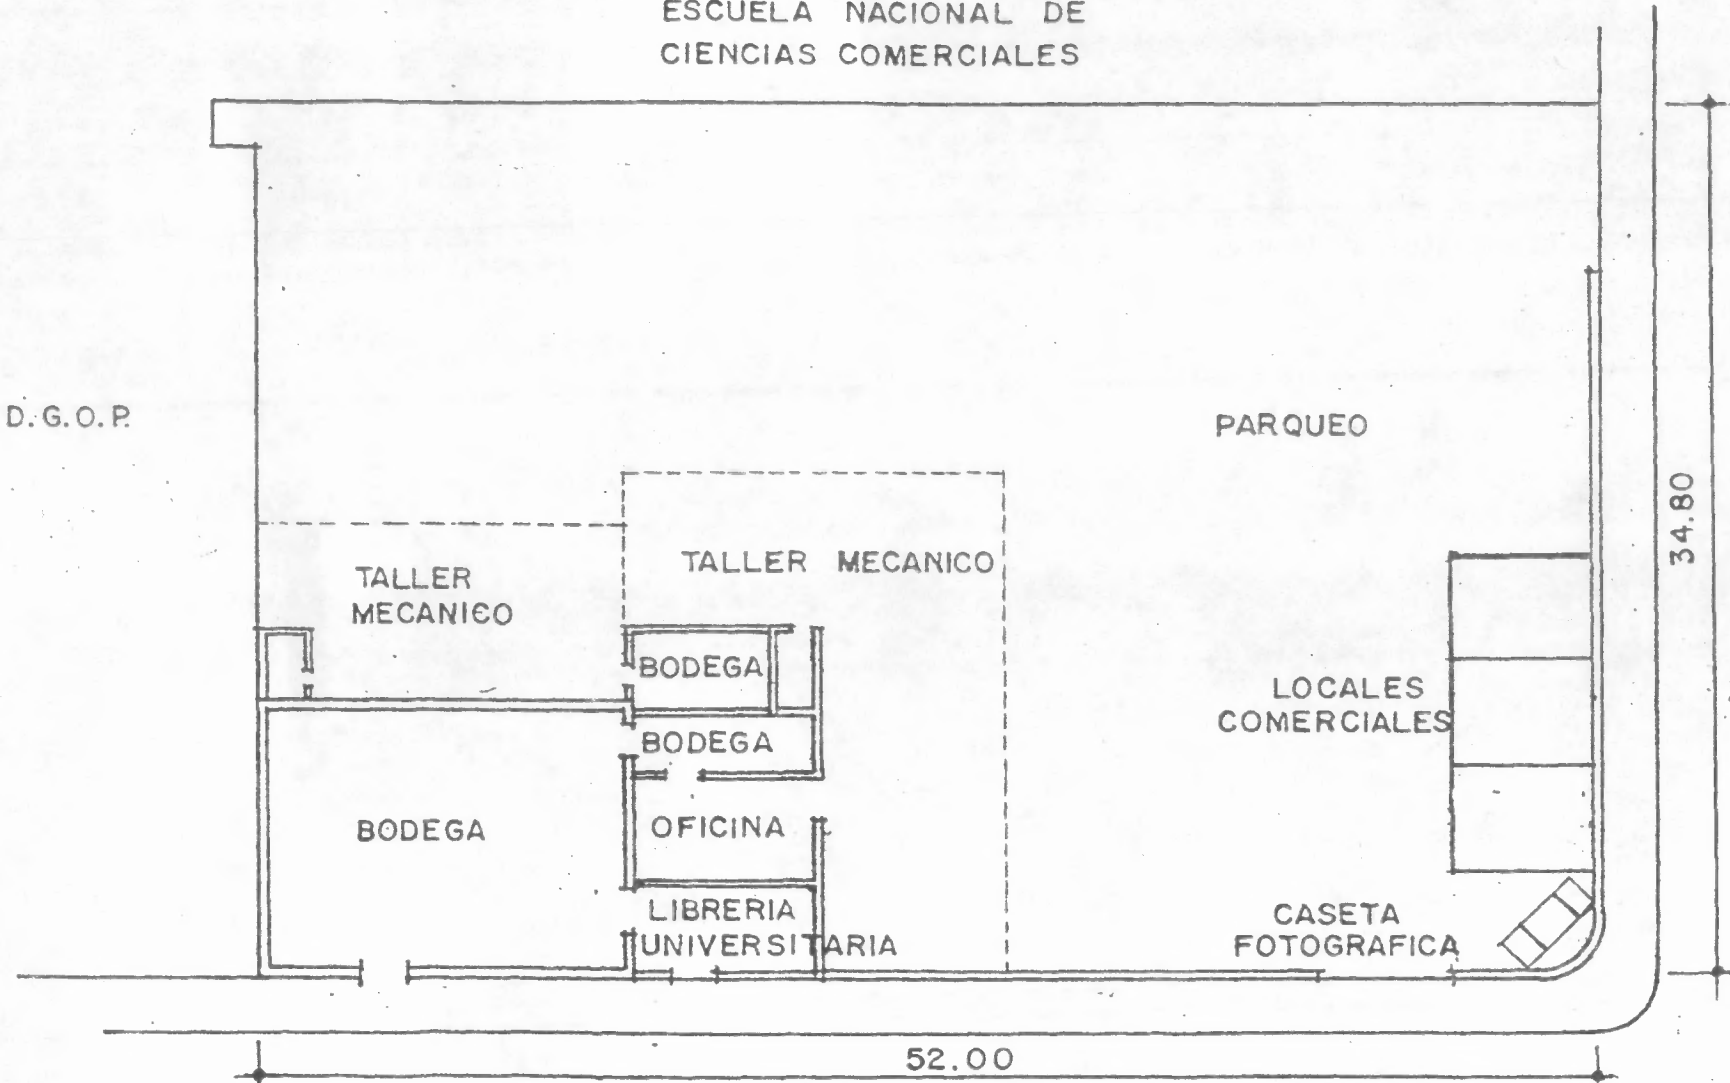 ESCUELA NACIONAL DE
CIENCIAS COMERCIALES
D.G.O.P.
PARQUEO
34.80
TALLER MECANICO
TALLER
MECANICO
BODEGA
LOCALES
COMERCIALES
BODEGA
BODEGA
OFICINA
LIBRERIA
UNIVERSITARIA
CASETA
FOTOGRAFICA
52.00